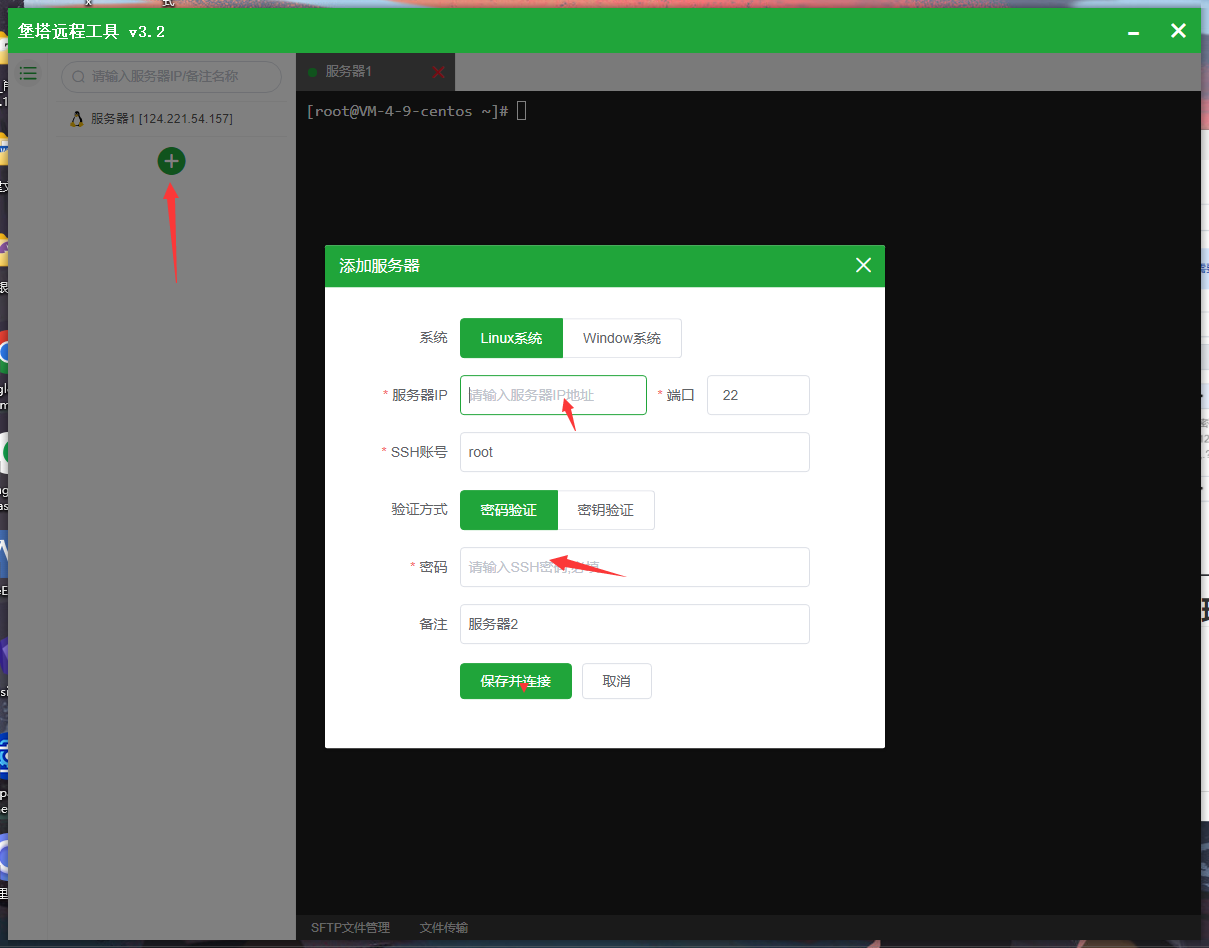 堡塔远程工具 v3.2
请输入服务器IP/备注名称
服务器1
服务器1 [124.221.54.157]
[root@VM-4-9-centos ~]#
添加服务器
系统 Linux系统 Window系统
* 服务器IP 请输入服务器IP地址 * 端口 22
* SSH账号 root
验证方式 密码验证 密钥验证
* 密码 请输入SSH密码,必填
备注 服务器2
保存并连接 取消
SFTP文件管理 文件传输